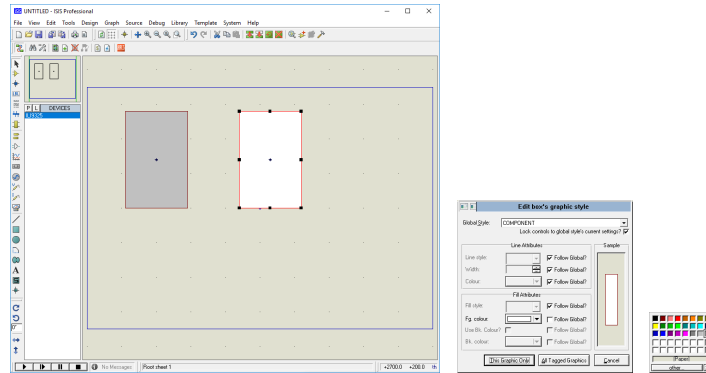 UNTITLED - ISIS Professional
File View Edit Tools Design Graph Source Debug Library Template System Help
P L DEVICES
LBL
A
0°
No Messages
Root sheet 1
+2700.0 +200.0 th
Edit box's graphic style
Global Style: COMPONENT
Lock controls to global style's current settings?
Line Attributes
Sample
Line style: Follow Global?
Width: Follow Global?
Colour: Follow Global?
Fill Attributes
Fill style: Follow Global?
Fg. colour: Follow Global?
Use Bk. Colour? Follow Global?
Bk. colour: Follow Global?
This Graphic Only
All Tagged Graphics
Cancel
(Paper)
other...